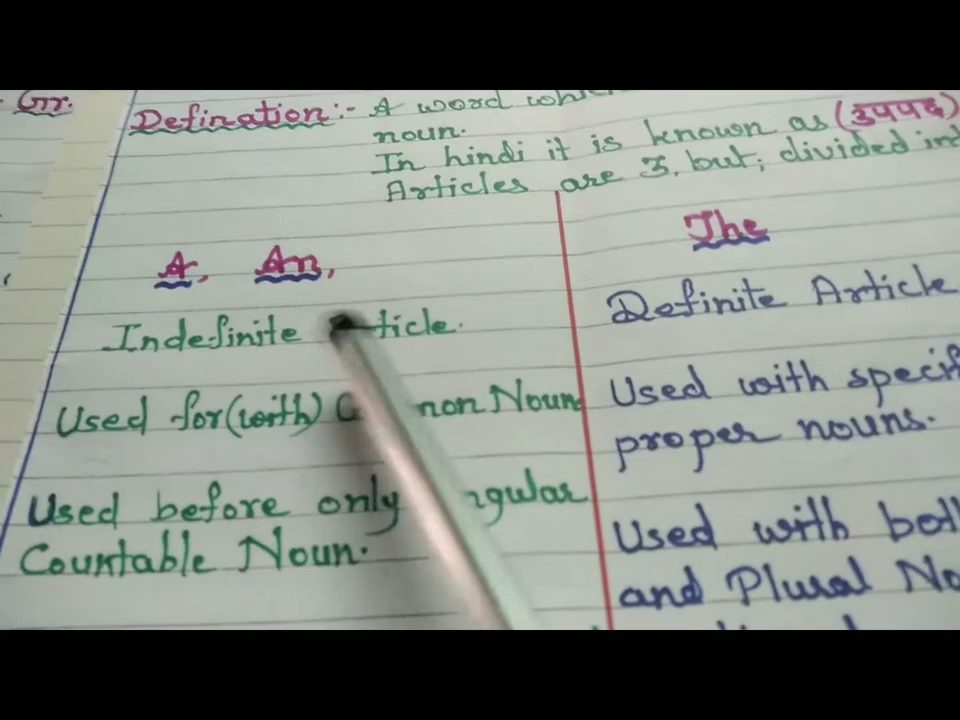 Gr.
Defination :- A word
noun.
In hindi it is known as (उपपद)
Articles are 3, but; divided
A, An,
Indefinite
Used for (with) Noun
Used before only
Countable Noun.
The
Definite Article
Used with
proper nouns.
Used with
and Plural